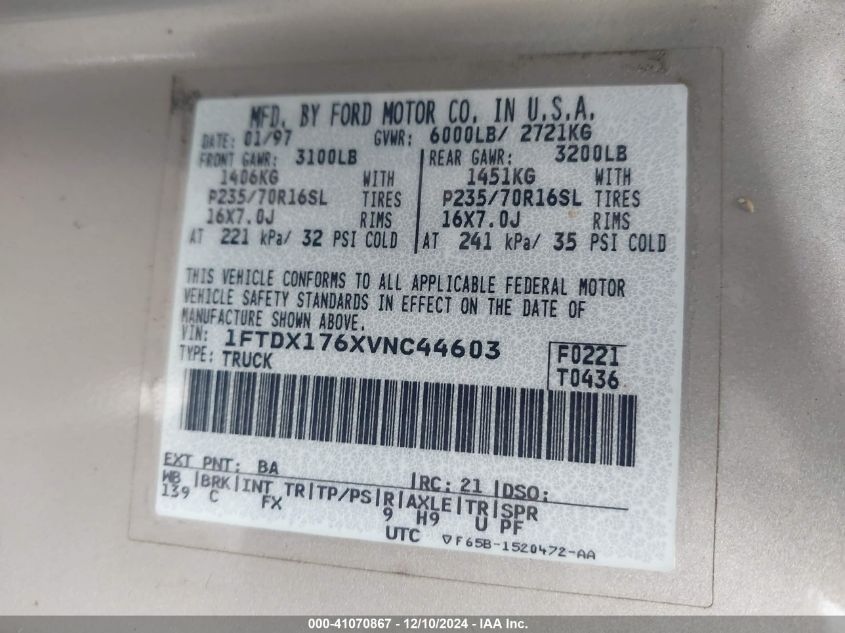 MFD. BY FORD MOTOR CO. IN U.S.A.
DATE: 01/97 GVWR: 6000LB/ 2721KG
FRONT GAWR: 3100LB REAR GAWR: 3200LB
1406KG WITH 1451KG WITH
P235/70R16SL TIRES P235/70R16SL TIRES
16X7.0J RIMS 16X7.0J RIMS
AT 221 kPa/ 32 PSI COLD AT 241 kPa/ 35 PSI COLD
THIS VEHICLE CONFORMS TO ALL APPLICABLE FEDERAL MOTOR
VEHICLE SAFETY STANDARDS IN EFFECT ON THE DATE OF
MANUFACTURE SHOWN ABOVE.
VIN: 1FTDX176XVNC44603 F0221
TYPE: TRUCK T0436
EXT PNT: BA RC: 21 DSO:
WB |BRK|INT TR|TP/PS|R|AXLE|TR|SPR
139 C FX 9 H9 U PF
UTC ▽F65B-1520472-AA
000-41070867 - 12/10/2024 - IAA Inc.